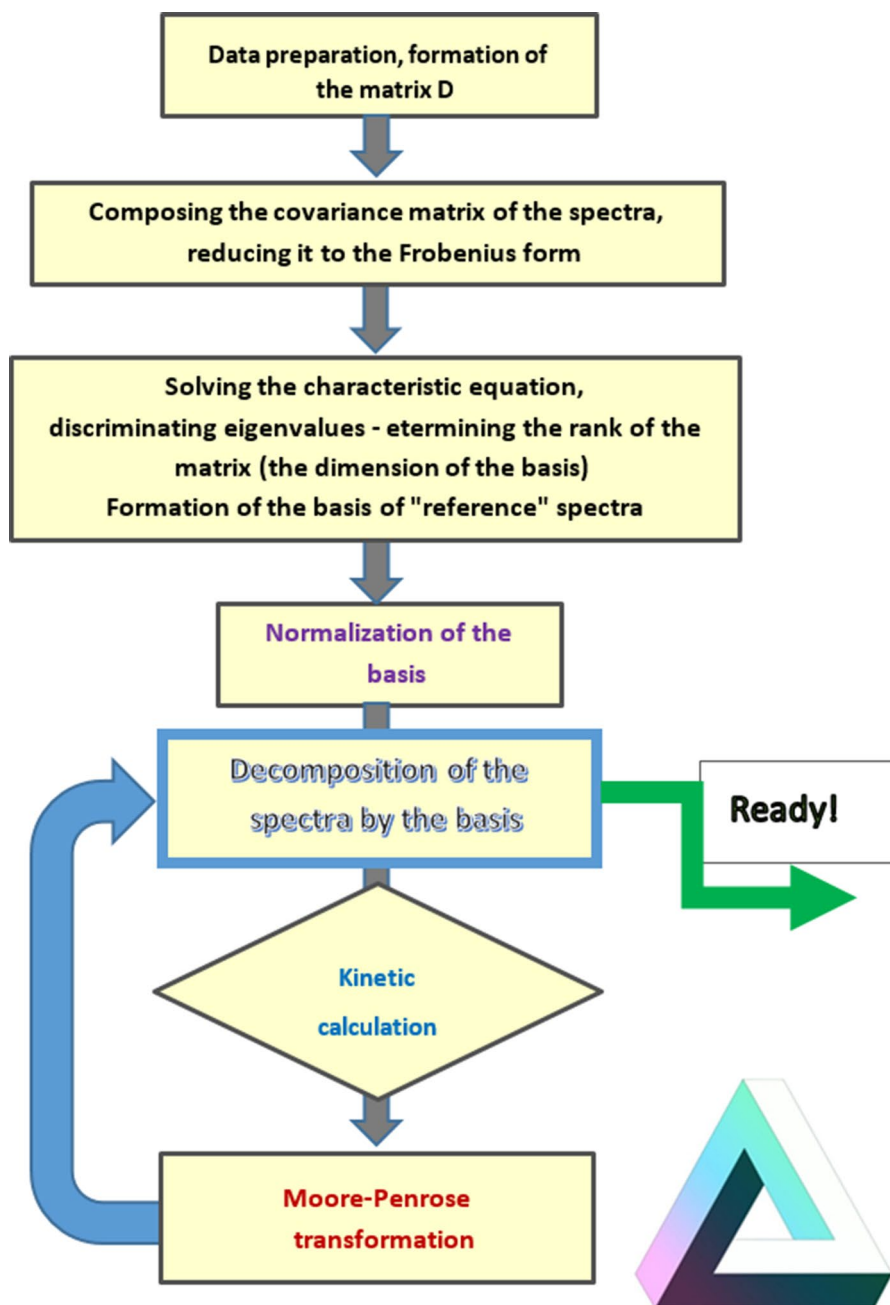 Data preparation, formation of
the matrix D
Composing the covariance matrix of the spectra,
reducing it to the Frobenius form
Solving the characteristic equation,
discriminating eigenvalues - etermining the rank of the
matrix (the dimension of the basis)
Formation of the basis of "reference" spectra
Normalization of the
basis
Decomposition of the
spectra by the basis
Ready!
Kinetic
calculation
Moore-Penrose
transformation